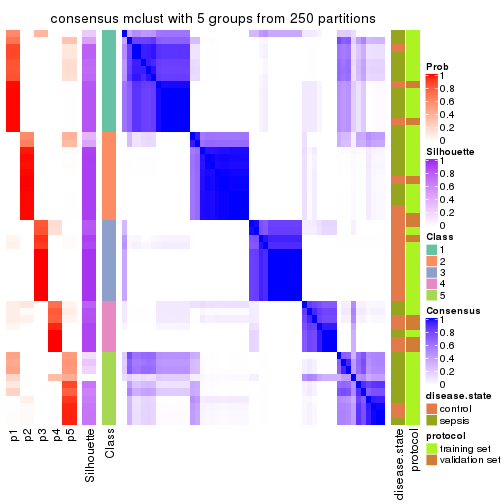 consensus mclust with 5 groups from 250 partitions
Prob
1
0.8
0.6
0.4
0.2
0
Silhouette
1
0.8
0.6
0.4
0.2
0
Class
1
2
3
4
5
Consensus
1
0.8
0.6
0.4
0.2
0
disease.state
control
sepsis
protocol
training set
validation set
p1
p2
p3
p4
p5
Silhouette
Class
disease.state
protocol